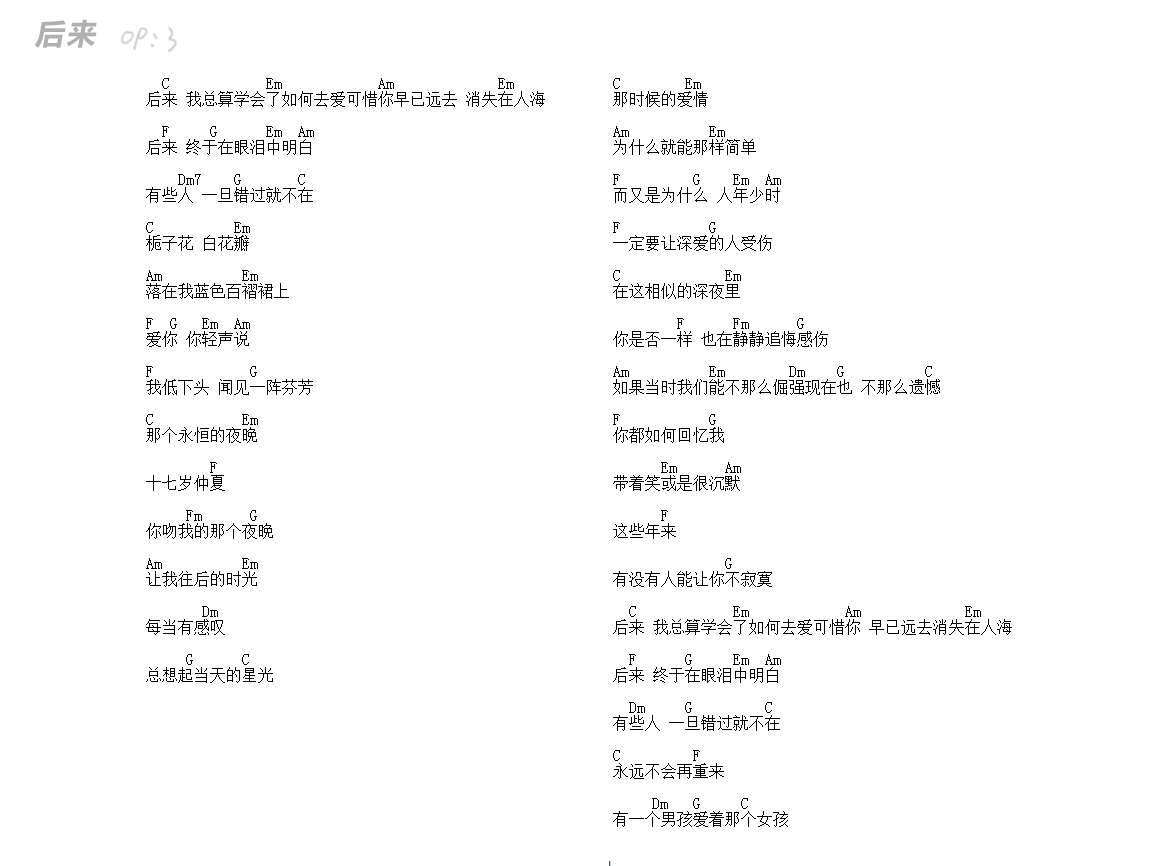 后来 OP:3
C Em Am Em
后来 我总算学会了如何去爱可惜你早已远去 消失在人海
F G Em Am
后来 终于在眼泪中明白
Dm7 G C
有些人 一旦错过就不在
C Em
栀子花 白花瓣
Am Em
落在我蓝色百褶裙上
F G Em Am
爱你 你轻声说
F G
我低下头 闻见一阵芬芳
C Em
那个永恒的夜晚
F
十七岁仲夏
Fm G
你吻我的那个夜晚
Am Em
让我往后的时光
Dm
每当有感叹
G C
总想起当天的星光
C Em
那时候的爱情
Am Em
为什么就能那样简单
F G Em Am
而又是为什么 人年少时
F G
一定要让深爱的人受伤
C Em
在这相似的深夜里
F Fm G
你是否一样 也在静静追悔感伤
Am Em Dm G C
如果当时我们能不那么倔强现在也 不那么遗憾
F G
你都如何回忆我
Em Am
带着笑或是很沉默
F
这些年来
G
有没有人能让你不寂寞
C Em Am Em
后来 我总算学会了如何去爱可惜你 早已远去消失在人海
F G Em Am
后来 终于在眼泪中明白
Dm G C
有些人 一旦错过就不在
C F
永远不会再重来
Dm G C
有一个男孩爱着那个女孩